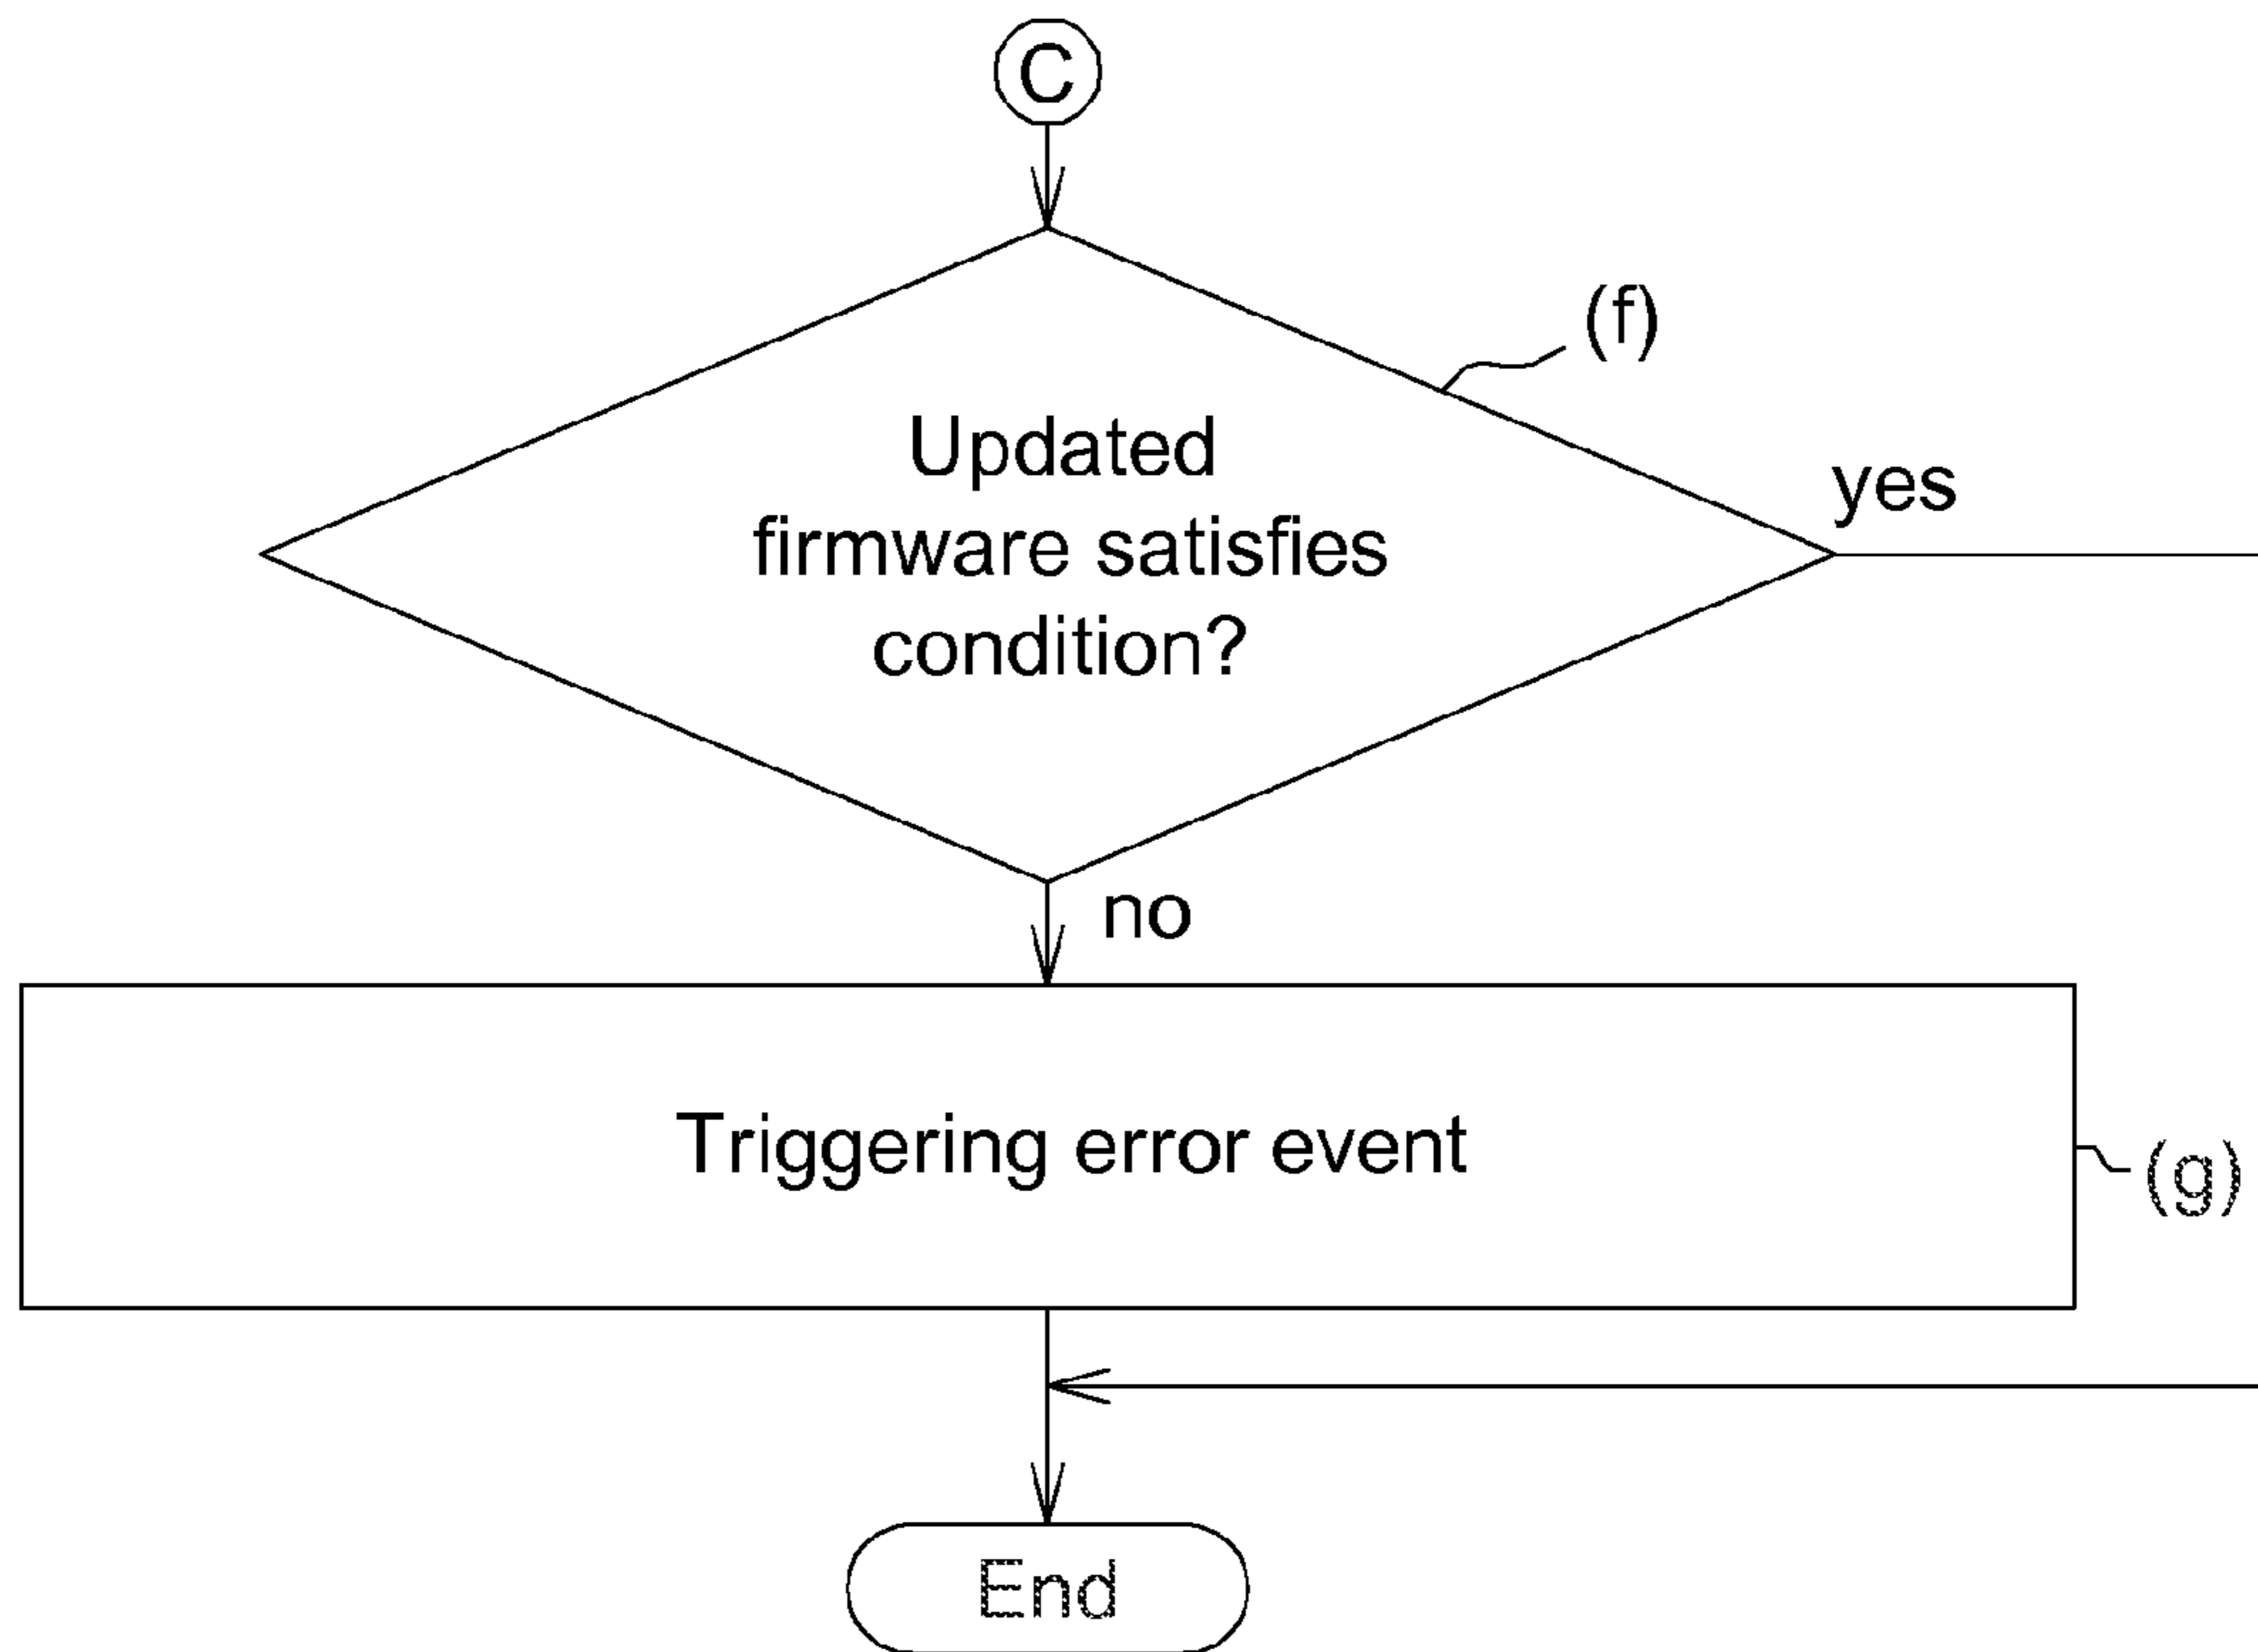 C
(f)
Updated
firmware satisfies
condition?
yes
no
Triggering error event
(g)
End